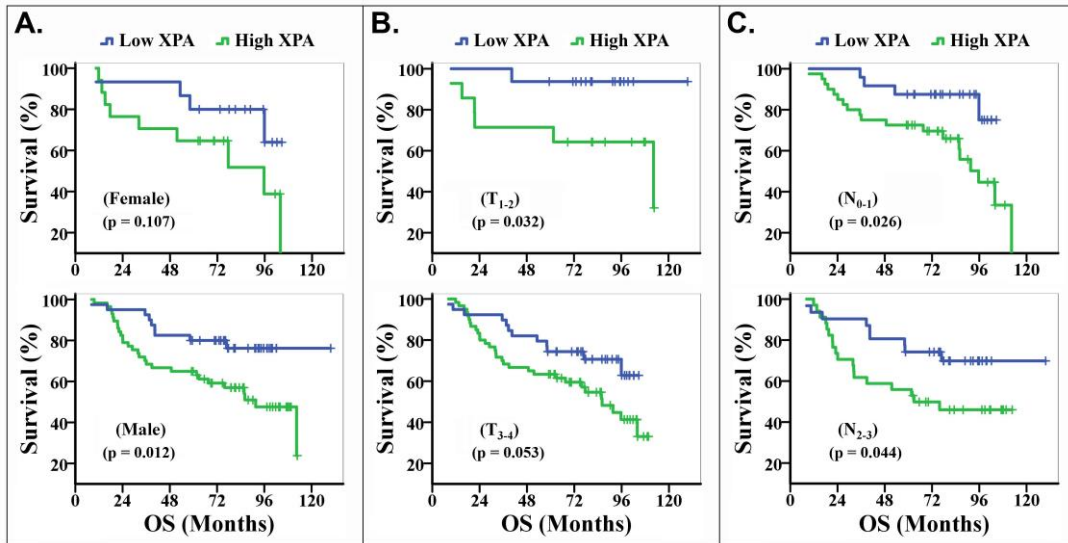 A.
Low XPA High XPA
Survival (%)
100
80
60
40
20
(Female)
(p = 0.107)
0 24 48 72 96 120
Survival (%)
100
80
60
40
20
(Male)
(p = 0.012)
0 24 48 72 96 120
OS (Months)
B.
Low XPA High XPA
Survival (%)
100
80
60
40
20
(T1-2)
(p = 0.032)
0 24 48 72 96 120
Survival (%)
100
80
60
40
20
(T3-4)
(p = 0.053)
0 24 48 72 96 120
OS (Months)
C.
Low XPA High XPA
Survival (%)
100
80
60
40
20
(N0-1)
(p = 0.026)
0 24 48 72 96 120
Survival (%)
100
80
60
40
20
(N2-3)
(p = 0.044)
0 24 48 72 96 120
OS (Months)